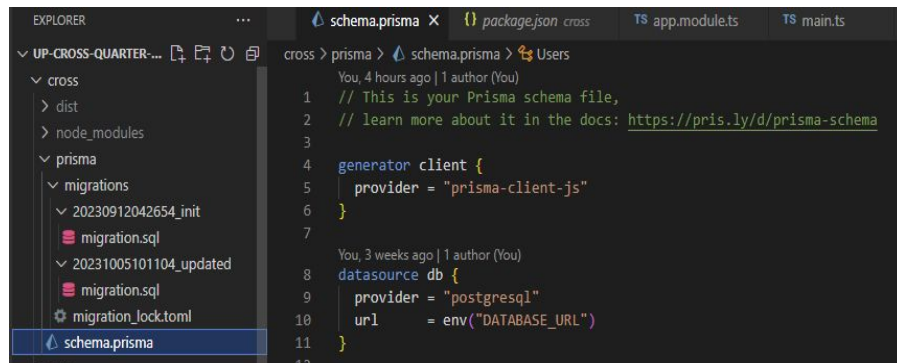 EXPLORER
...
schema.prisma
package.json cross
TS app.module.ts
TS main.ts
UP-CROSS-QUARTER-...
cross
dist
node_modules
prisma
migrations
20230912042654_init
migration.sql
20231005101104_updated
migration.sql
migration_lock.toml
schema.prisma
cross > prisma > schema.prisma > Users
You, 4 hours ago | 1 author (You)
1 // This is your Prisma schema file,
2 // learn more about it in the docs: https://pris.ly/d/prisma-schema
3
4 generator client {
5 provider = "prisma-client-js"
6 }
7
You, 3 weeks ago | 1 author (You)
8 datasource db {
9 provider = "postgresql"
10 url = env("DATABASE_URL")
11 }
12